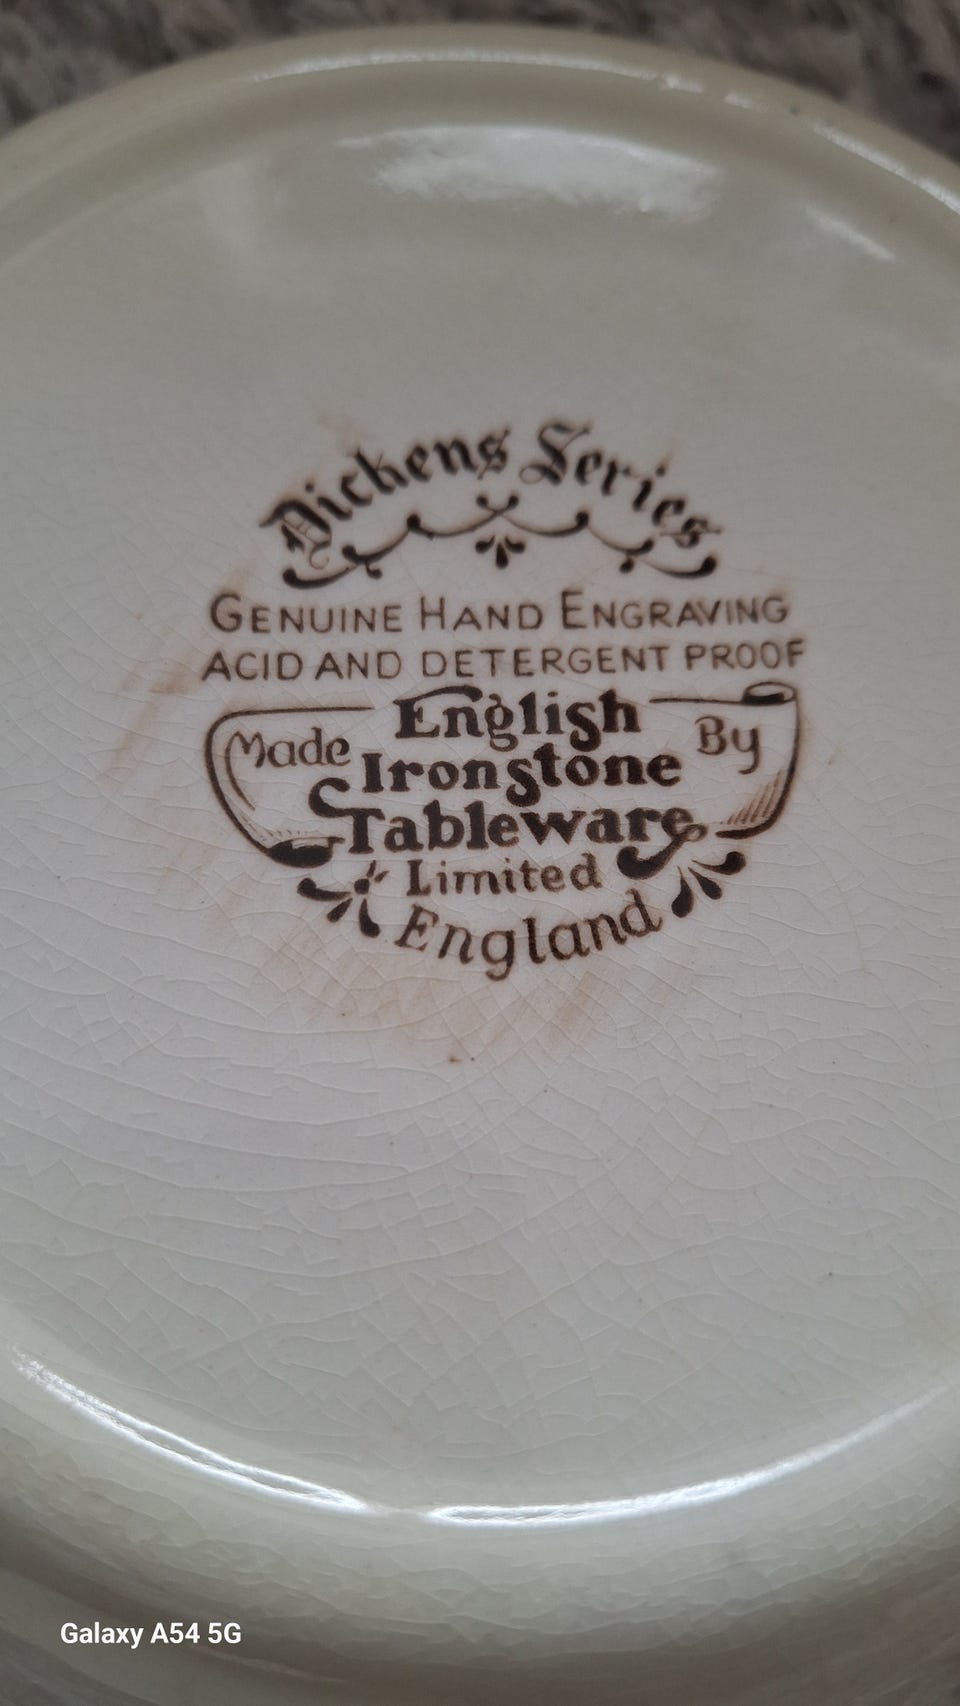 Dickens Series
GENUINE HAND ENGRAVING
ACID AND DETERGENT PROOF
Made English By
Ironstone
Tableware
Limited
England
Galaxy A54 5G